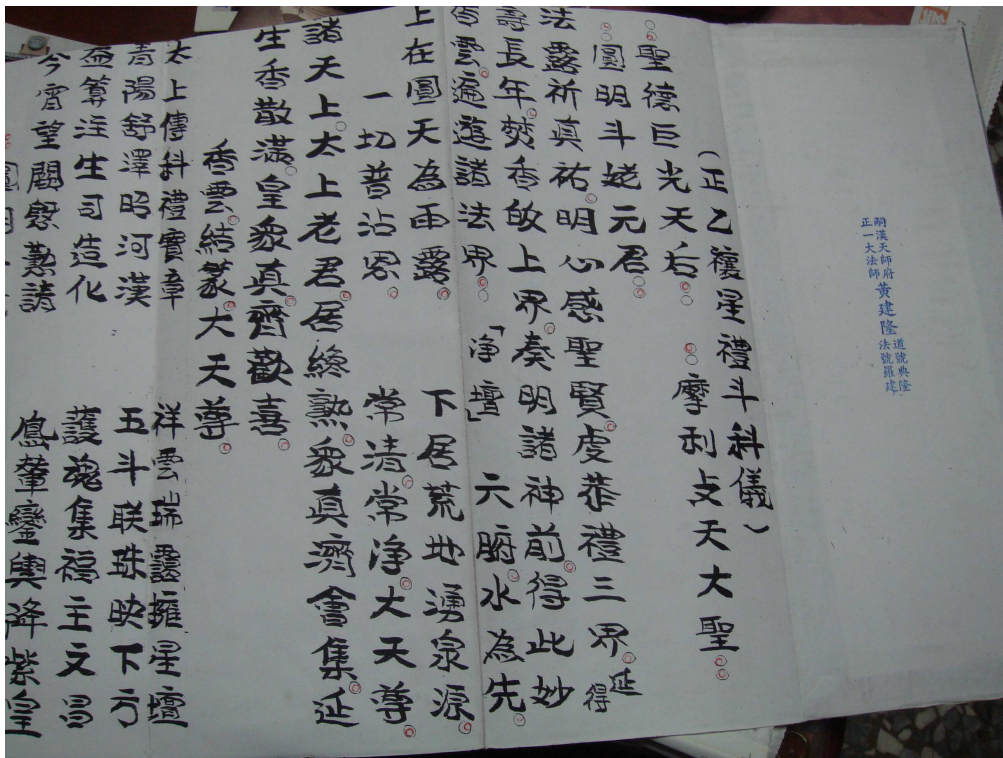 嗣漢天師府
正一大法師
黃建隆
道號典隆
法號羅建
(正乙禳星禮斗科儀)
聖德巨光天后 摩利支天大聖
圓明斗姥元君
法露祈真祐明心感聖賢虔恭禮三界延得
壽長年焚香啟上界奏明諸神前得此妙
香雲遍遊諸法界 「净壇」 六腑水為先
上在圓天為雨露 下居荒地湧泉源
一切普沾恩 常清常净大天尊
諸天上太上老君居總熟眾真濟會集延
生香散滿皇眾真齊歡喜
香雲結篆大天尊
太上傳科禮寶章 祥雲瑞靄擁星壇
青陽舒澤昭河漢 五斗联珠映下方
益算注生司造化 護魂集福主文昌
今宵望闕慇懃請 鳳輦鑾輿降紫皇